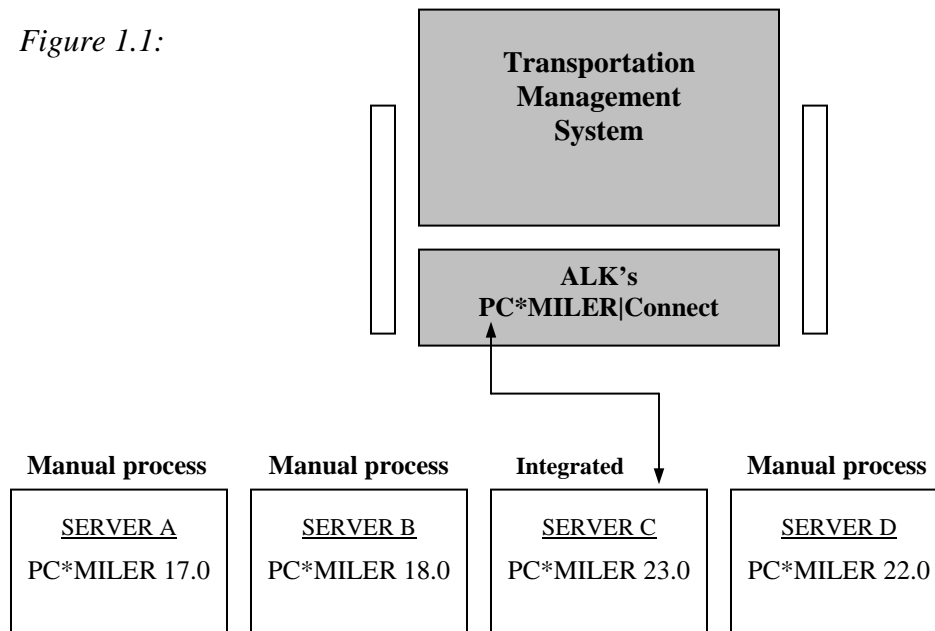 Figure 1.1:
Transportation
Management
System
ALK's
PC*MILER|Connect
Manual process
Manual process
Integrated
Manual process
SERVER A
SERVER B
SERVER C
SERVER D
PC*MILER 17.0
PC*MILER 18.0
PC*MILER 23.0
PC*MILER 22.0